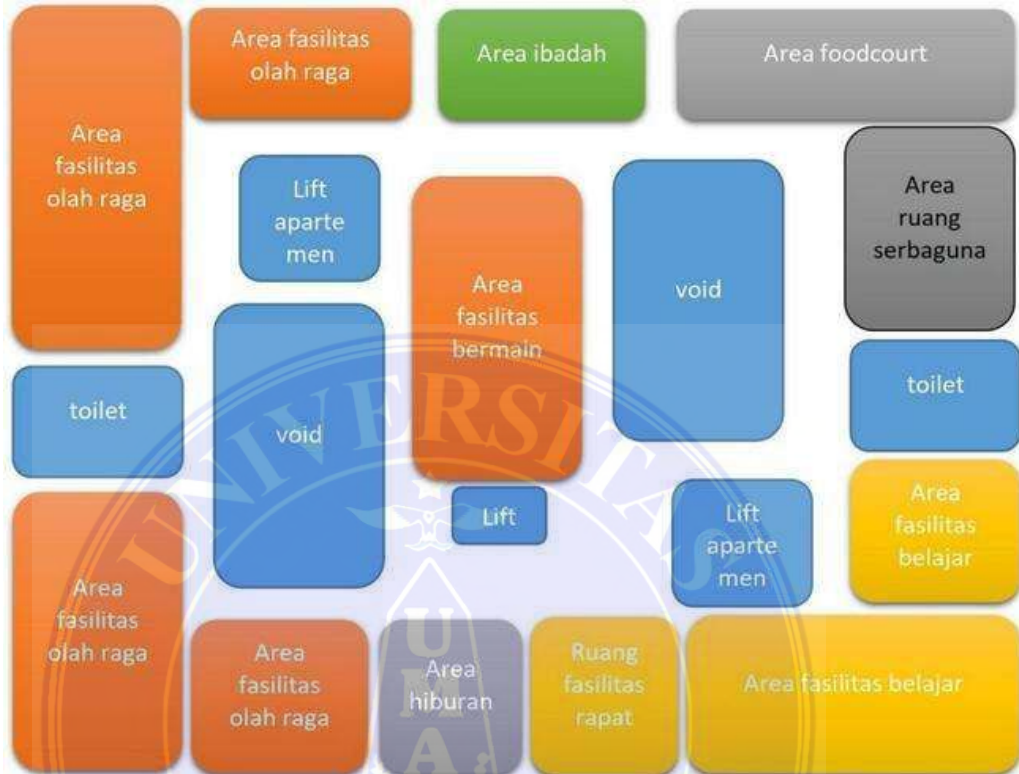 Area
fasilitas
olah raga
Area fasilitas
olah raga
Area ibadah
Area foodcourt
Lift
aparte
men
Area
fasilitas
bermain
void
Area
ruang
serbaguna
toilet
void
toilet
Lift
Lift
aparte
men
Area
fasilitas
belajar
Area
fasilitas
olah raga
Area
fasilitas
olah raga
Area
hiburan
Ruang
fasilitas
rapat
Area fasilitas belajar
UNIVERSITAS
U
M
A